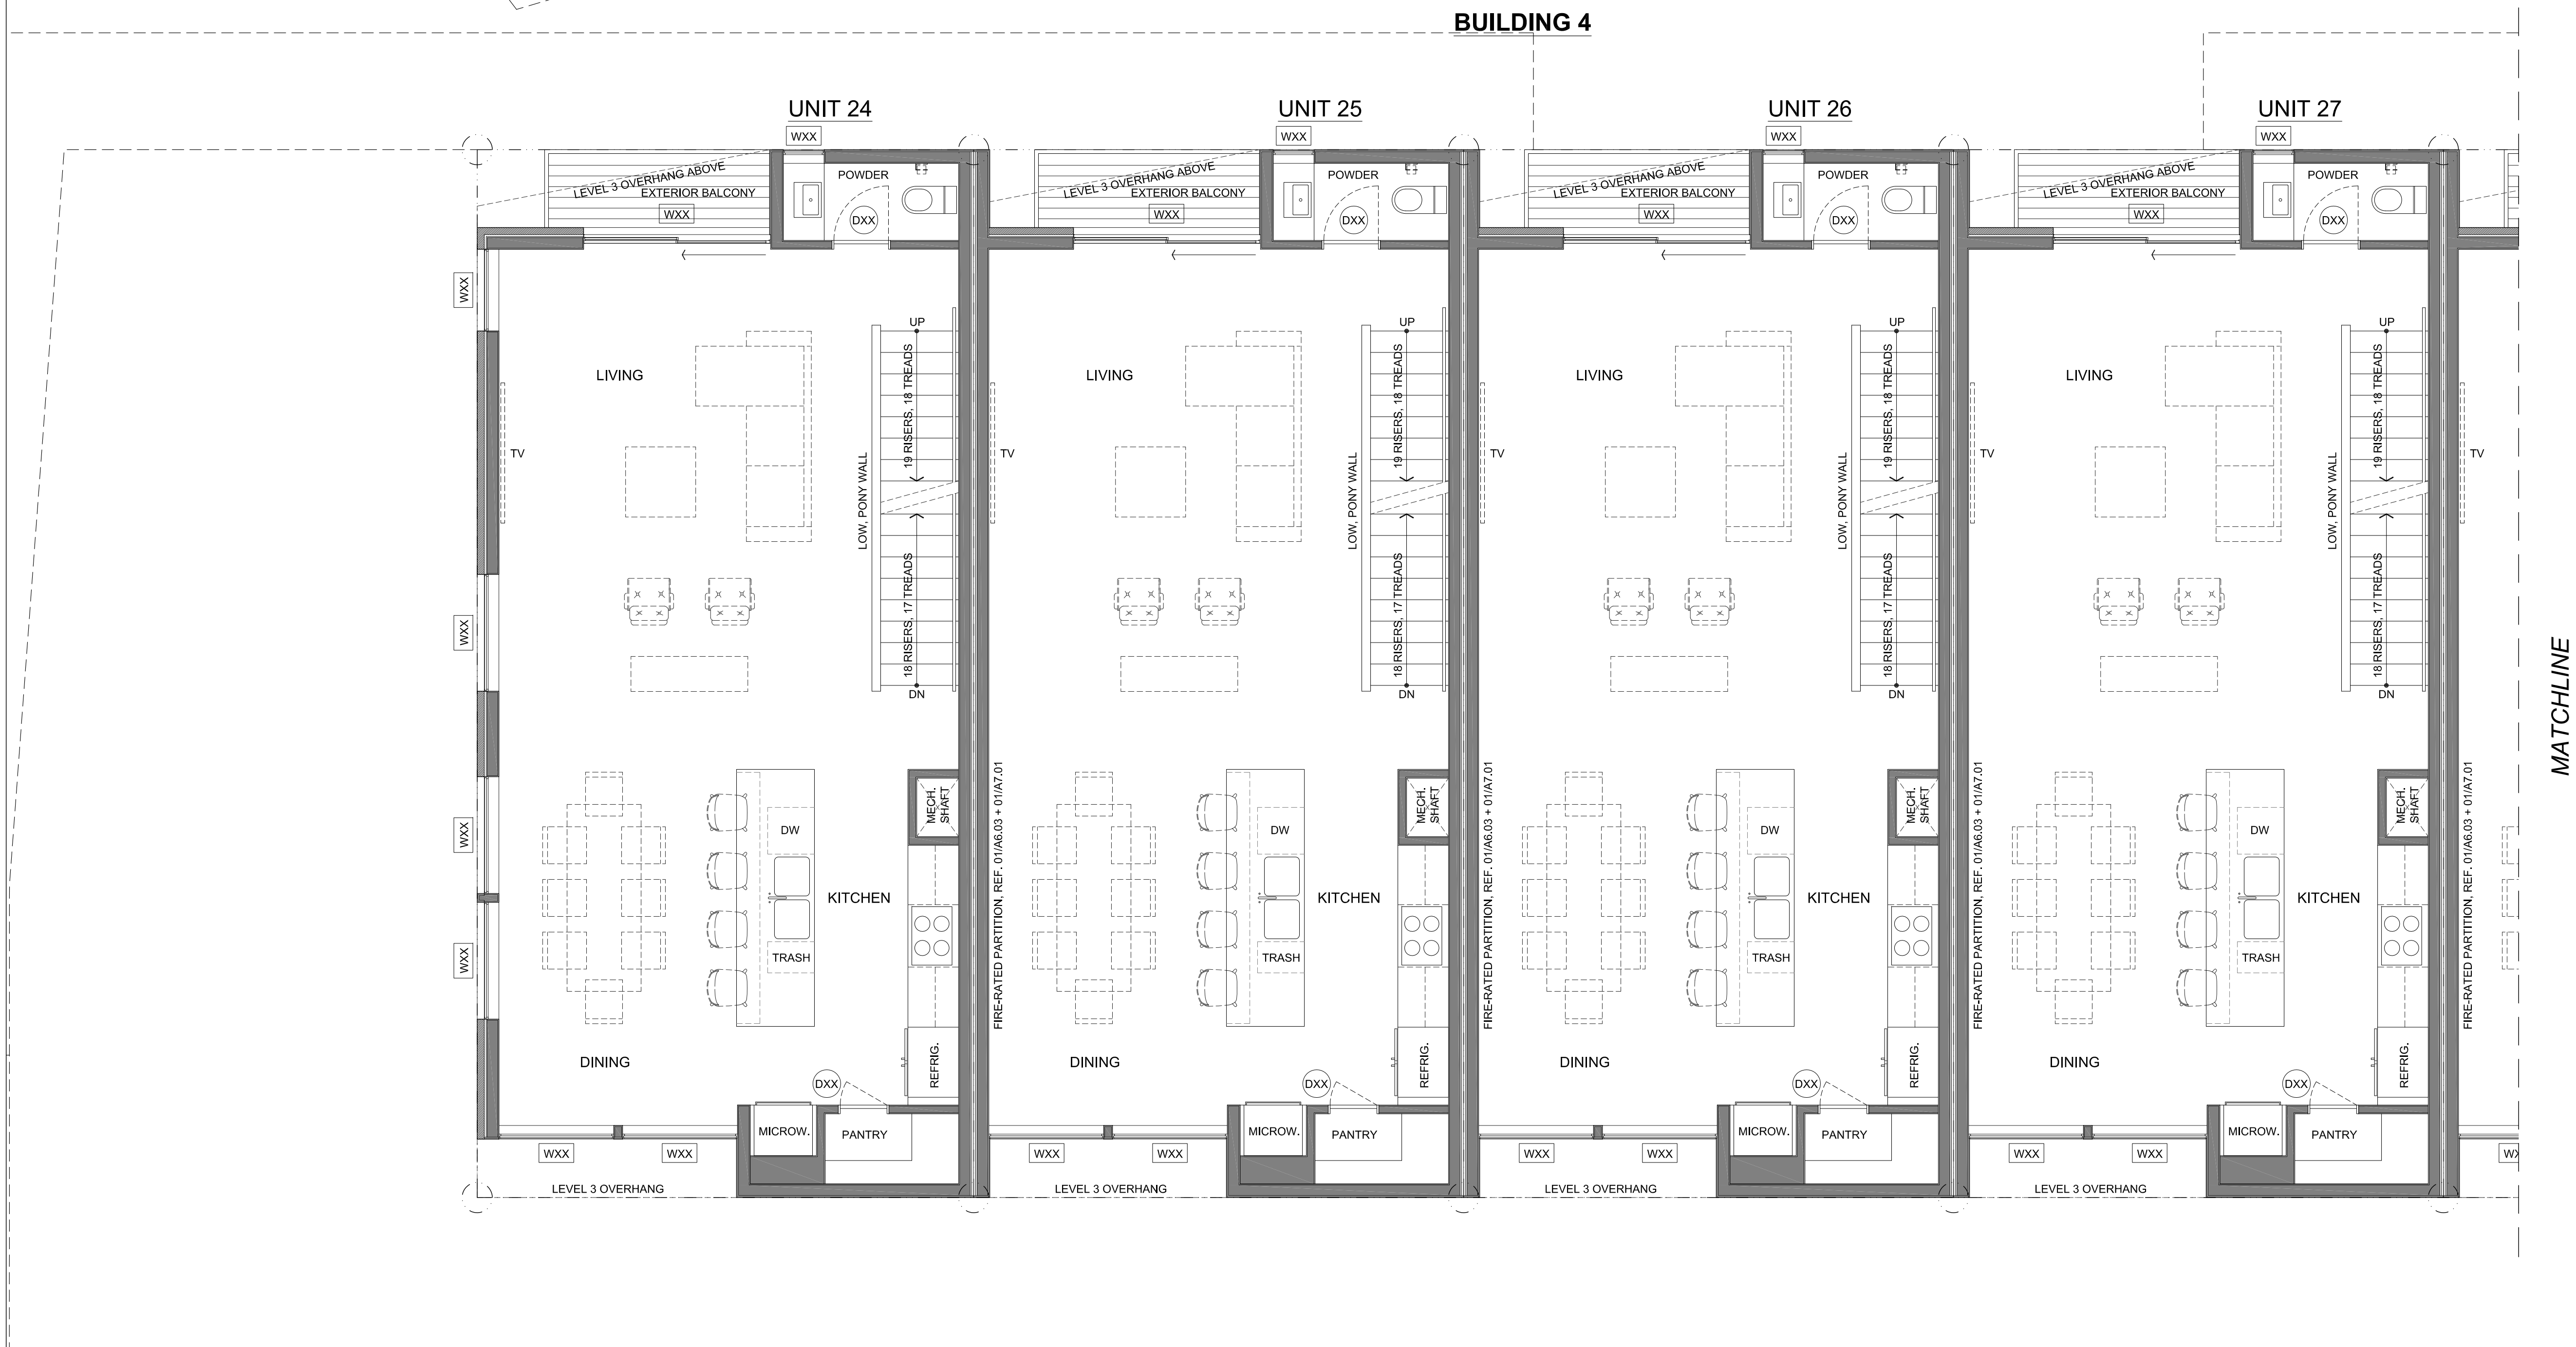 BUILDING 4
UNIT 24
UNIT 25
UNIT 26
UNIT 27
WXX
WXX
WXX
WXX
LEVEL 3 OVERHANG ABOVE
EXTERIOR BALCONY
WXX
POWDER
DXX
LEVEL 3 OVERHANG ABOVE
EXTERIOR BALCONY
WXX
POWDER
DXX
LEVEL 3 OVERHANG ABOVE
EXTERIOR BALCONY
WXX
POWDER
DXX
LEVEL 3 OVERHANG ABOVE
EXTERIOR BALCONY
WXX
POWDER
DXX
WXX
LIVING
TV
UP
19 RISERS, 18 TREADS
LOW, PONY WALL
18 RISERS, 17 TREADS
DN
LIVING
TV
UP
19 RISERS, 18 TREADS
LOW, PONY WALL
18 RISERS, 17 TREADS
DN
LIVING
TV
UP
19 RISERS, 18 TREADS
LOW, PONY WALL
18 RISERS, 17 TREADS
DN
LIVING
TV
UP
19 RISERS, 18 TREADS
LOW, PONY WALL
18 RISERS, 17 TREADS
DN
TV
MATCHLINE
WXX
WXX
WXX
MECH.
SHAFT
DW
KITCHEN
TRASH
DINING
REFRIG.
DXX
MICROW.
PANTRY
WXX
WXX
LEVEL 3 OVERHANG
FIRE-RATED PARTITION, REF. 01/A6.03 + 01/A7.01
MECH.
SHAFT
DW
KITCHEN
TRASH
DINING
REFRIG.
DXX
MICROW.
PANTRY
WXX
WXX
LEVEL 3 OVERHANG
FIRE-RATED PARTITION, REF. 01/A6.03 + 01/A7.01
MECH.
SHAFT
DW
KITCHEN
TRASH
DINING
REFRIG.
DXX
MICROW.
PANTRY
WXX
WXX
LEVEL 3 OVERHANG
FIRE-RATED PARTITION, REF. 01/A6.03 + 01/A7.01
MECH.
SHAFT
DW
KITCHEN
TRASH
DINING
REFRIG.
DXX
MICROW.
PANTRY
WXX
WXX
LEVEL 3 OVERHANG
FIRE-RATED PARTITION, REF. 01/A6.03 + 01/A7.01